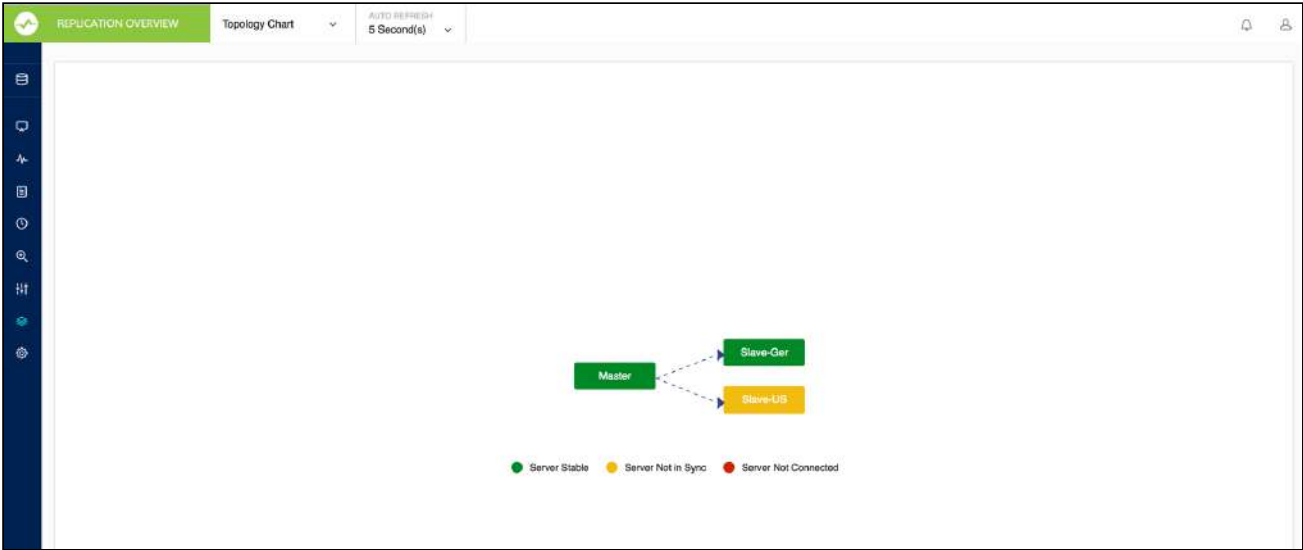 REPLICATION OVERVIEW
Topology Chart
AUTO REFRESH
5 Second(s)
Slave-Ger
Master
Slave-US
Server Stable
Server Not in Sync
Server Not Connected